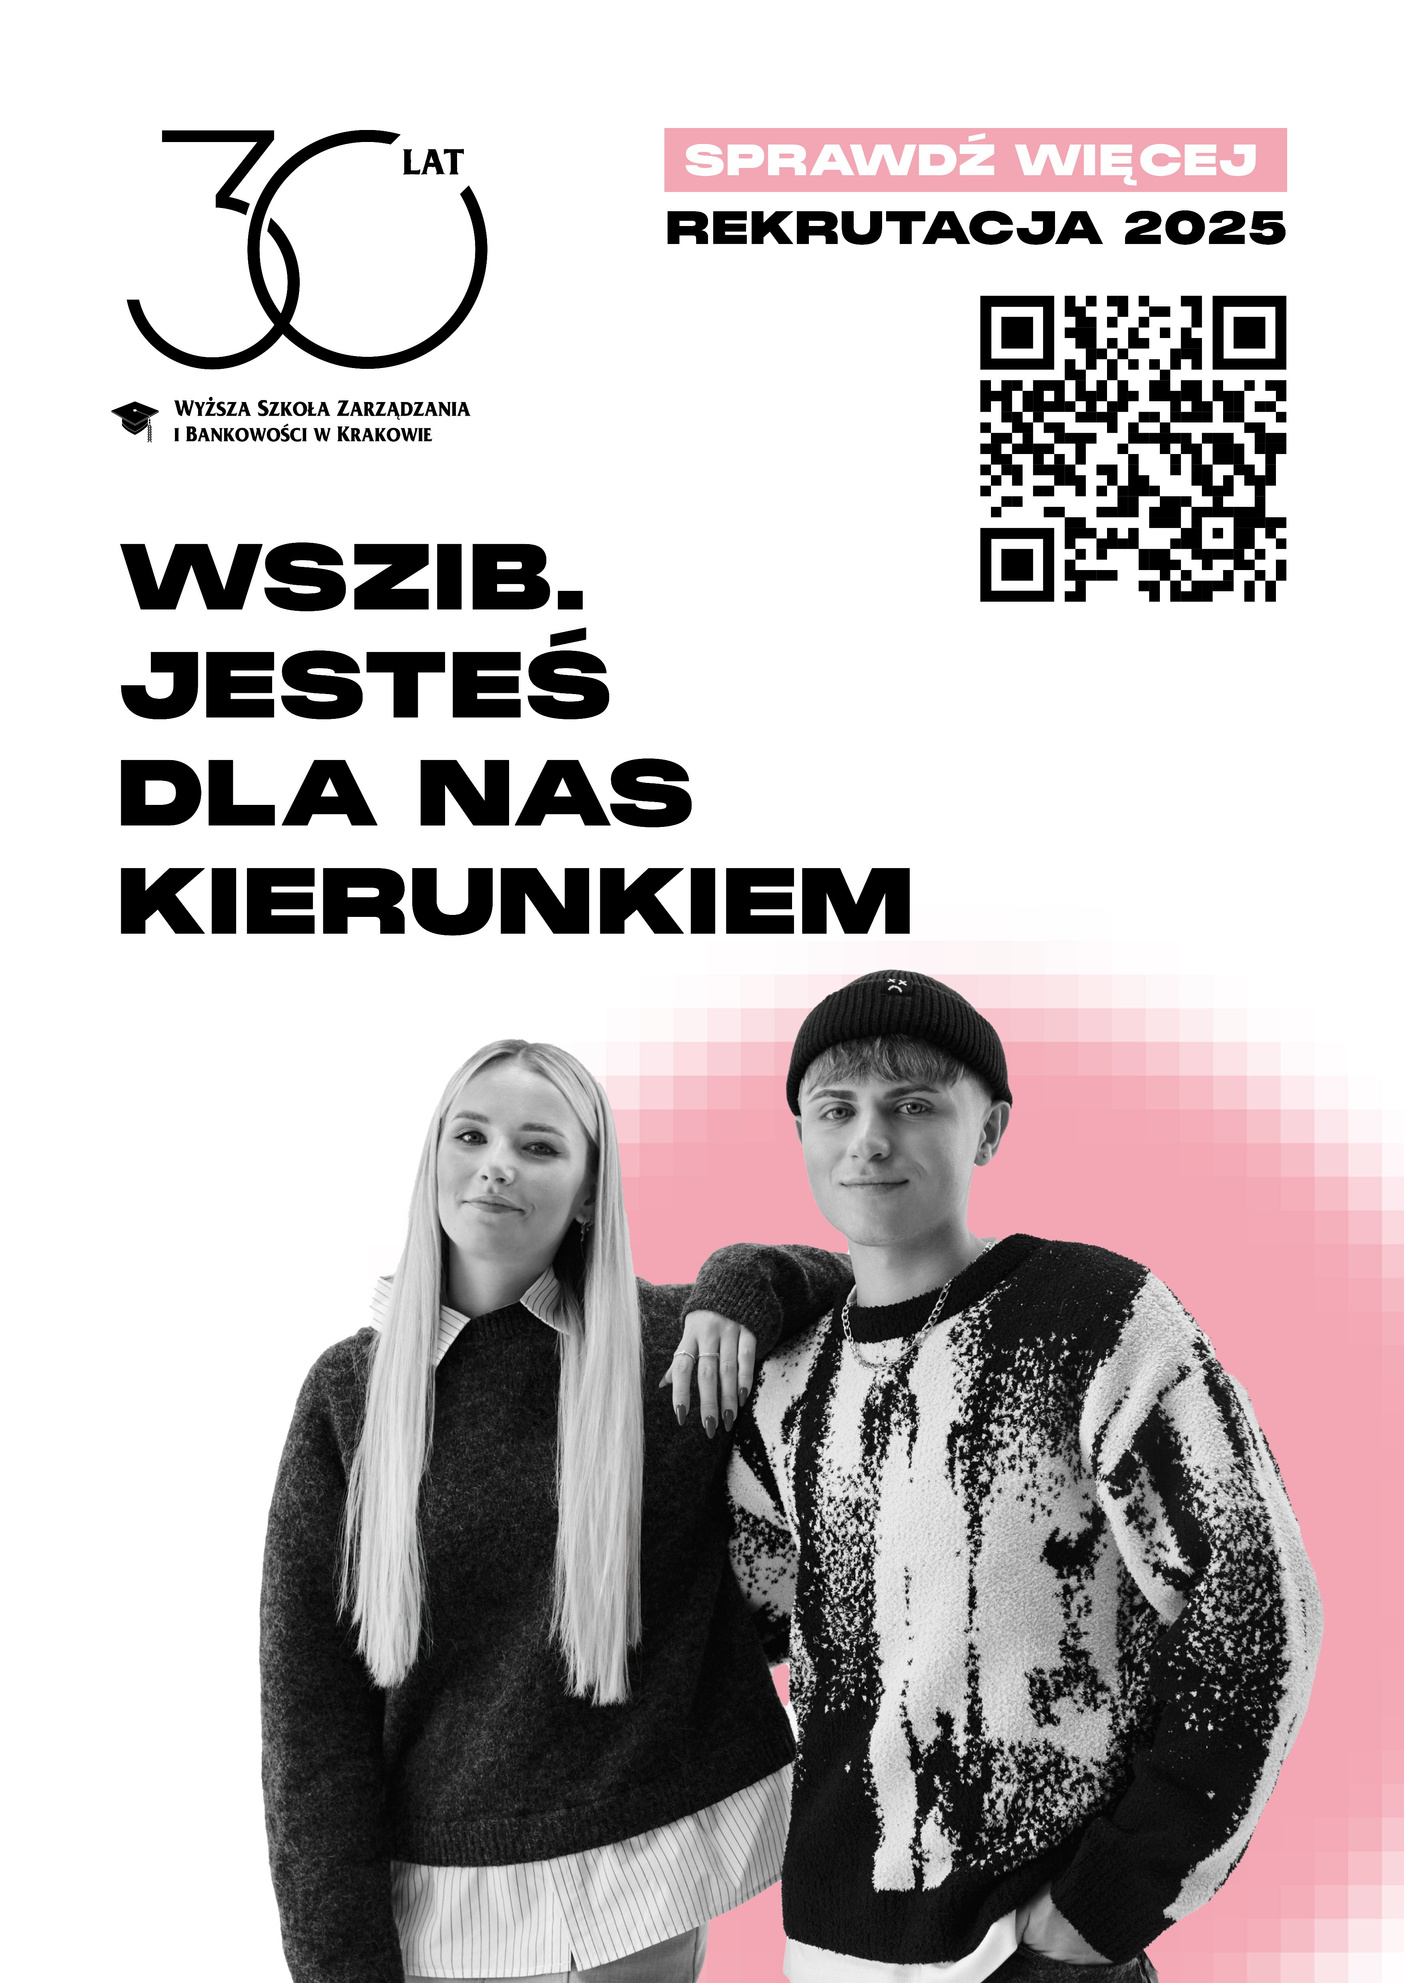 30 LAT
WYŻSZA SZKOŁA ZARZĄDZANIA
I BANKOWOŚCI W KRAKOWIE
SPRAWDŹ WIĘCEJ
REKRUTACJA 2025
WSZIB.
JESTEŚ
DLA NAS
KIERUNKIEM